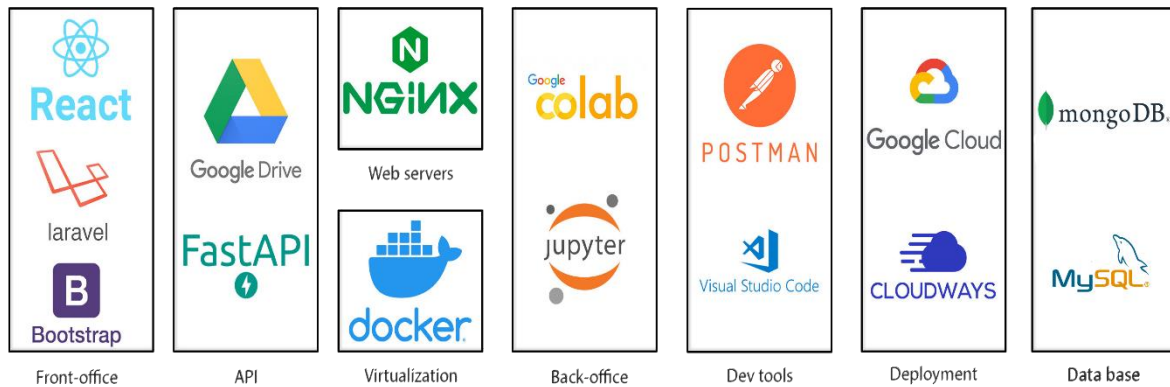 React
laravel
B
Bootstrap
Front-office
Google Drive
FastAPI
API
N
NGiNX
Web servers
docker
Virtualization
Google
colab
jupyter
Back-office
POSTMAN
Visual Studio Code
Dev tools
Google Cloud
CLOUDWAYS
Deployment
mongoDB®
MySQL®
Data base